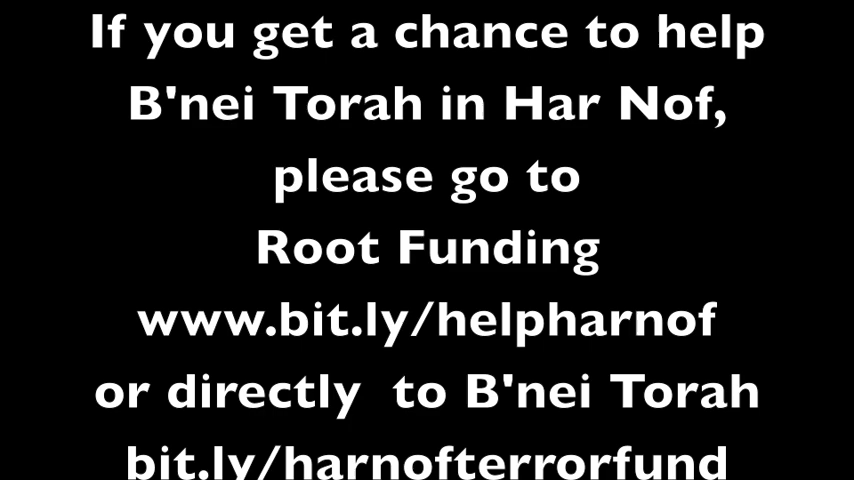 If you get a chance to help
B'nei Torah in Har Nof,
please go to
Root Funding
www.bit.ly/helpharnof
or directly  to B'nei Torah
bit.ly/harnofterrorfund